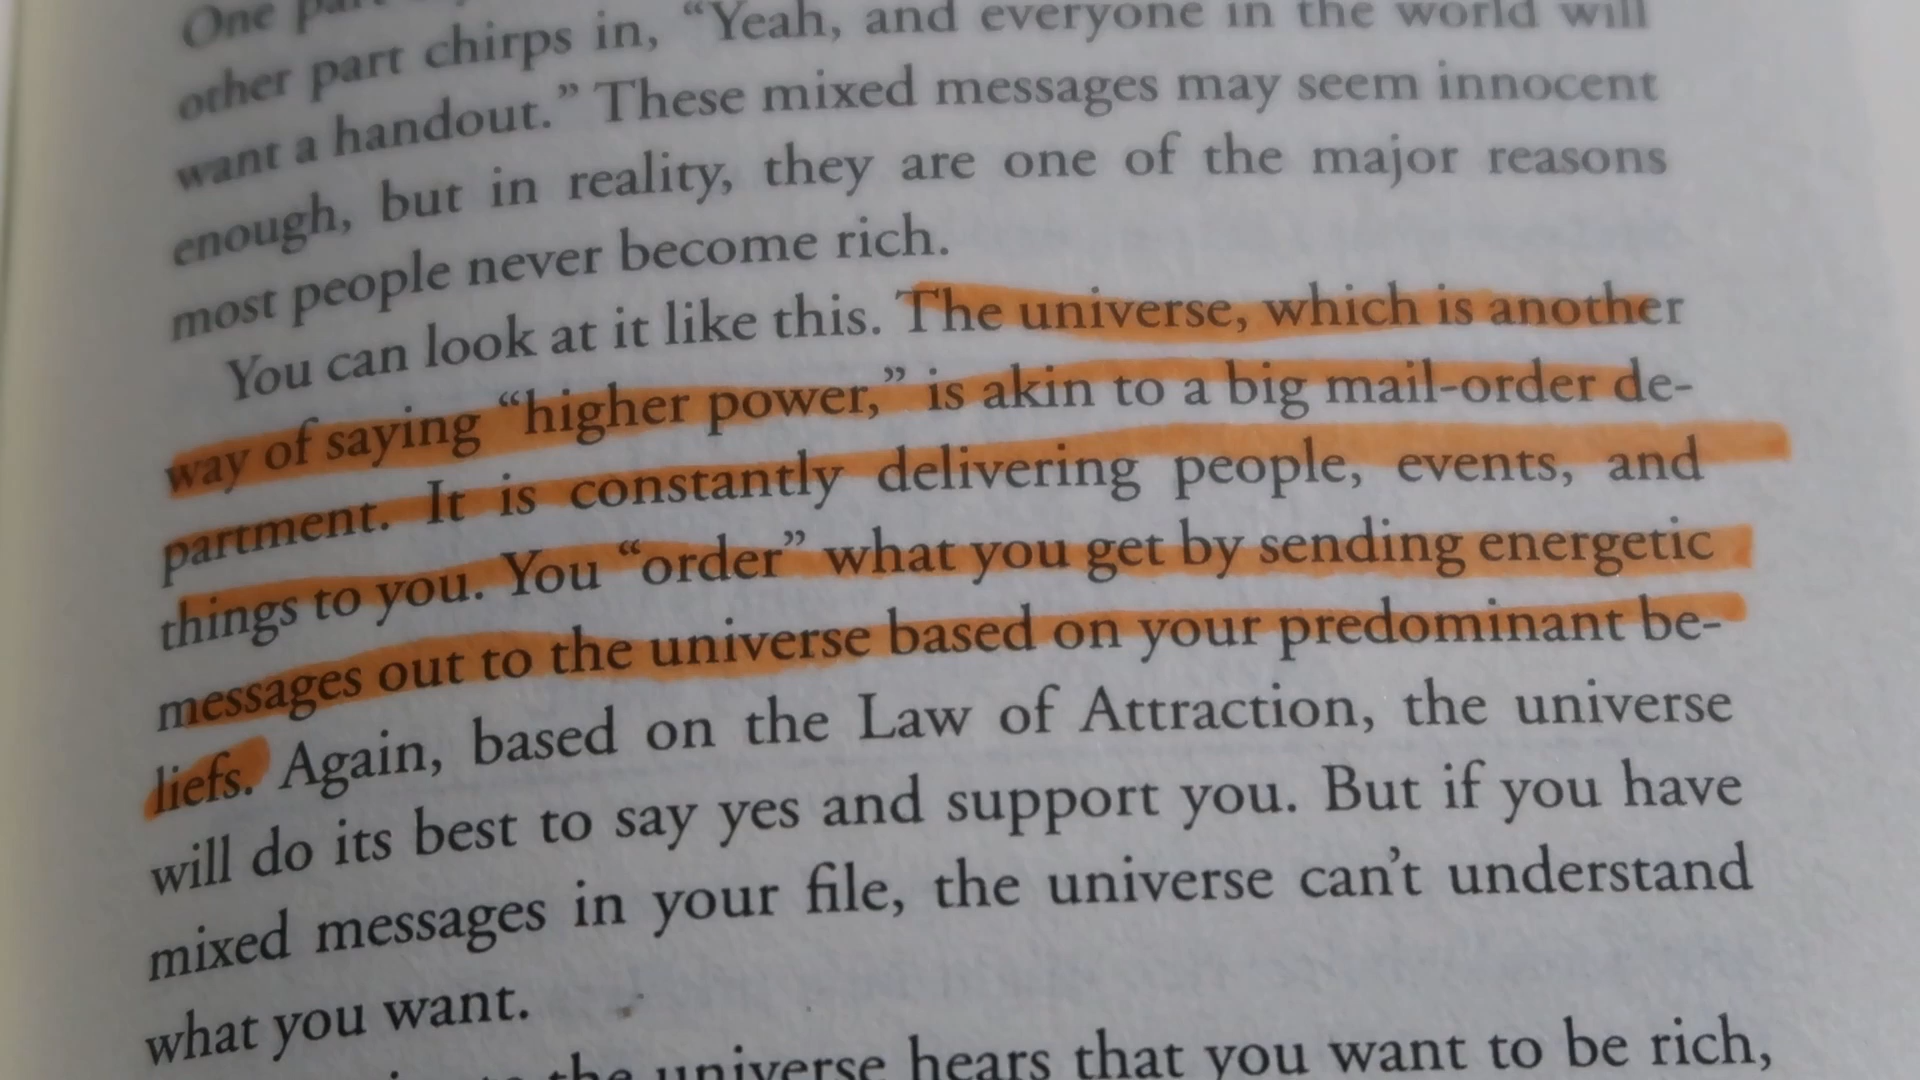 One
other part chirps in, “Yeah, and everyone in the world will
want a handout.” These mixed messages may seem innocent
enough, but in reality, they are one of the major reasons
most people never become rich.
You can look at it like this. The universe, which is another
way of saying “higher power,” is akin to a big mail-order de-
partment. It is constantly delivering people, events, and
things to you. You “order” what you get by sending energetic
messages out to the universe based on your predominant be-
liefs. Again, based on the Law of Attraction, the universe
will do its best to say yes and support you. But if you have
mixed messages in your file, the universe can’t understand
what you want.
the universe hears that you want to be rich,